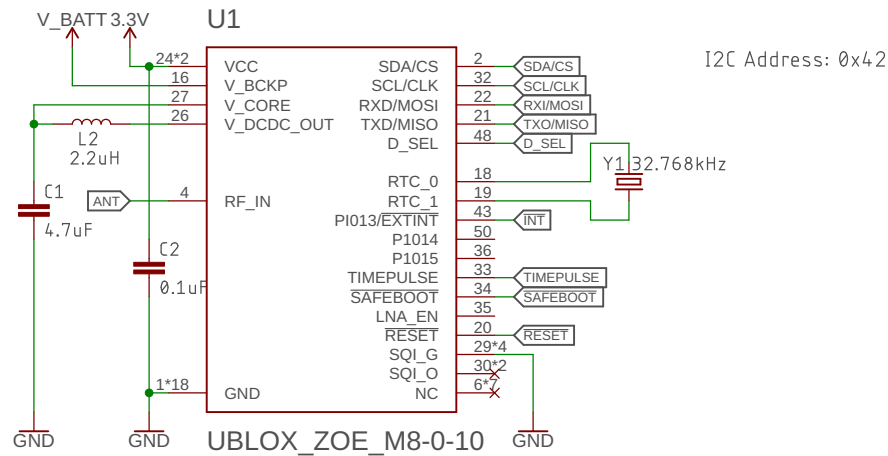 U1
V_BATT 3.3V
I2C Address: 0x42
24*2 VCC SDA/CS 2 SDA/CS
16 V_BCKP SCL/CLK 32 SCL/CLK
27 V_CORE RXD/MOSI 22 RXI/MOSI
26 V_DCDC_OUT TXD/MISO 21 TXO/MISO
D_SEL 48 D_SEL
L2
2.2uH
Y1 32.768kHz
RTC_0 18
C1
4.7uF
ANT 4 RF_IN RTC_1 19
PI013/EXTINT 43 INT
P1014 50
C2
0.1uF
P1015 36
TIMEPULSE 33 TIMEPULSE
SAFEBOOT 34 SAFEBOOT
LNA_EN 35
RESET 20 RESET
SQI_G 29*4
SQI_O 30*2
1*18 GND NC 6*7
GND GND UBLOX_ZOE_M8-0-10 GND